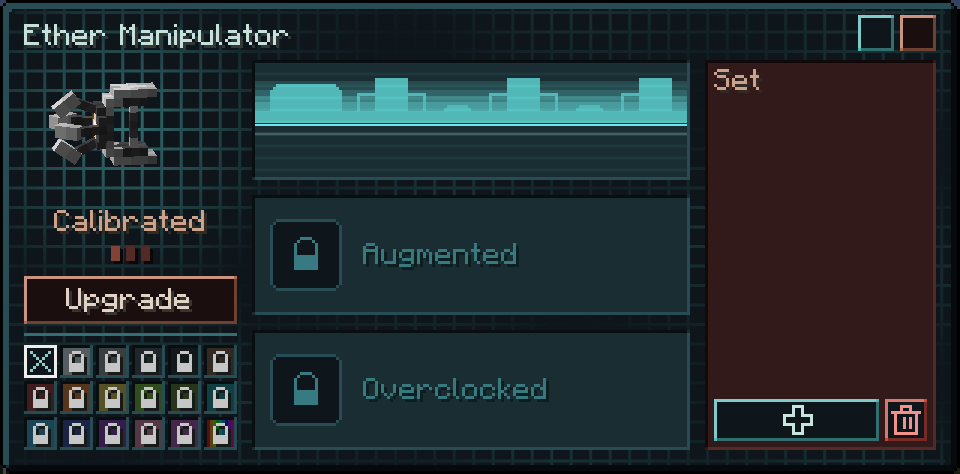 Ether Manipulator
Set
Calibrated
Augmented
Upgrade
Overclocked